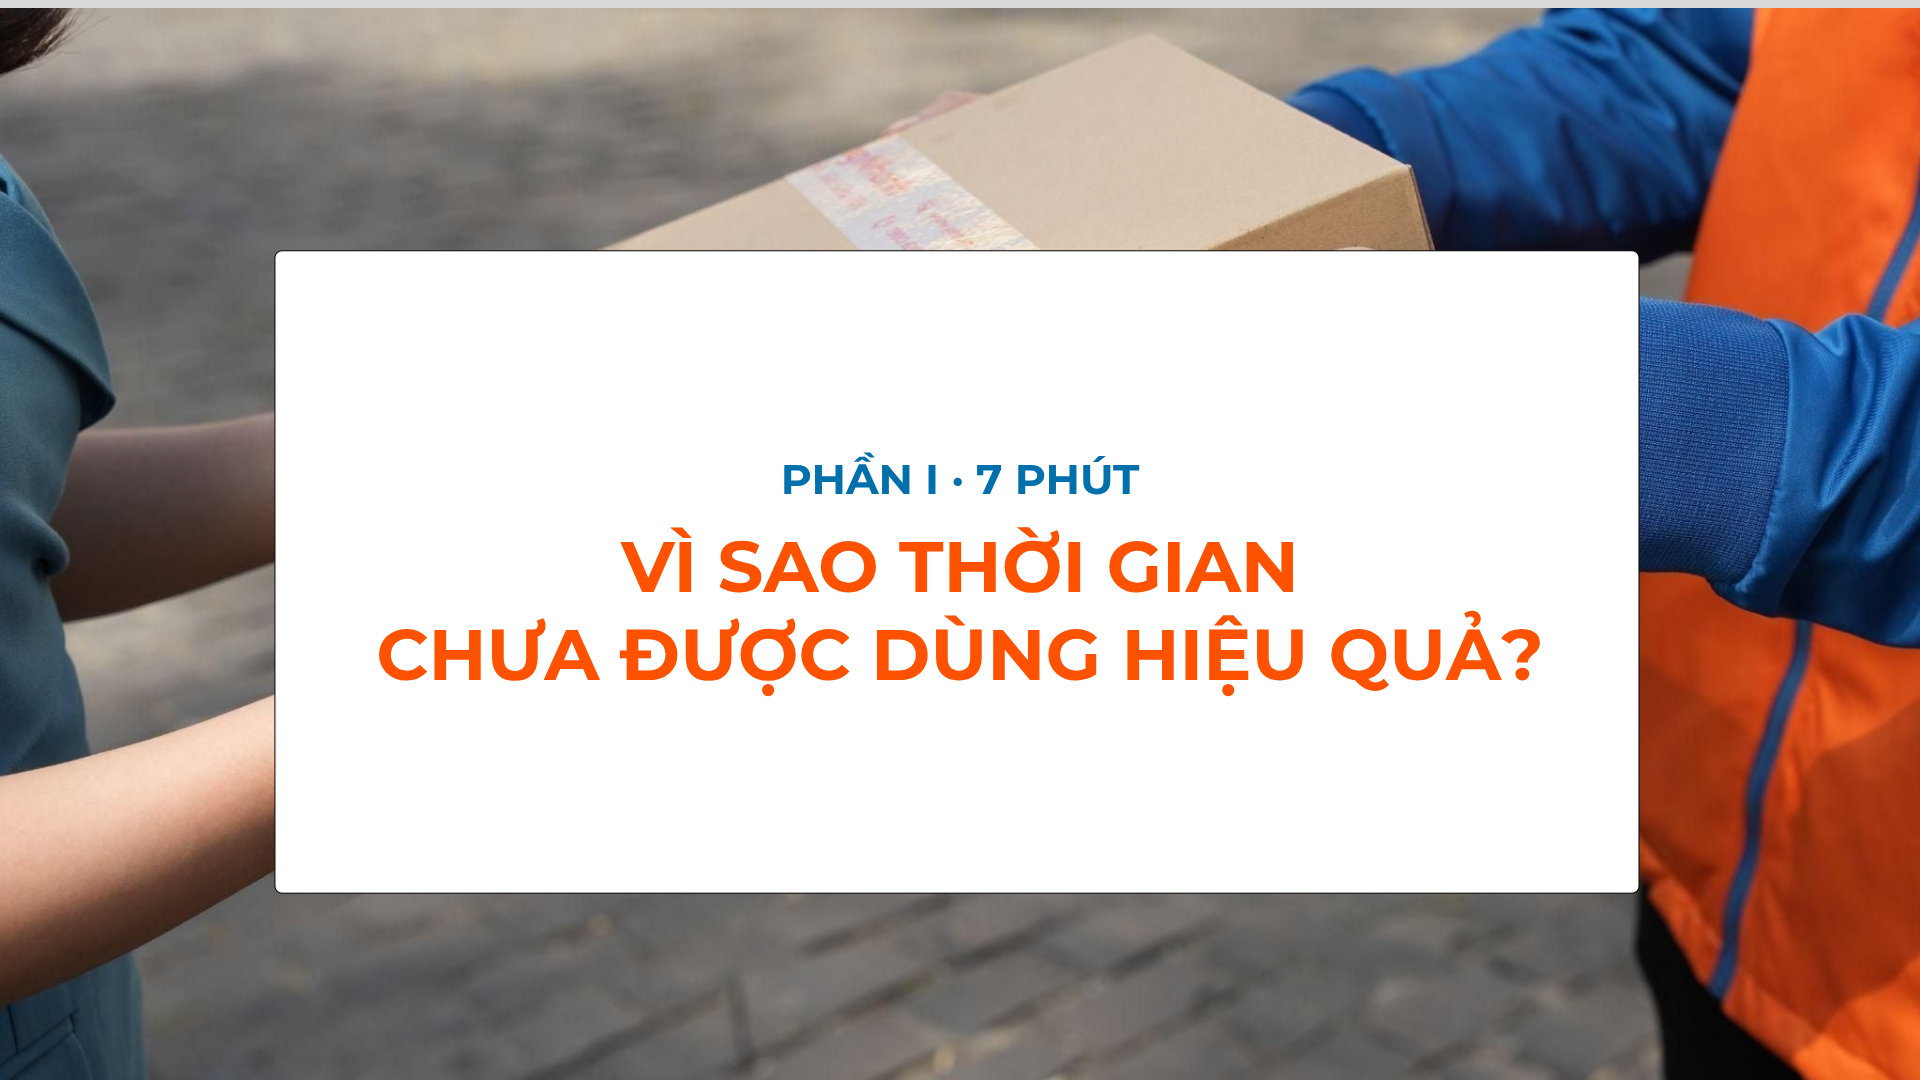 PHẦN I · 7 PHÚT
VÌ SAO THỜI GIAN
CHƯA ĐƯỢC DÙNG HIỆU QUẢ?